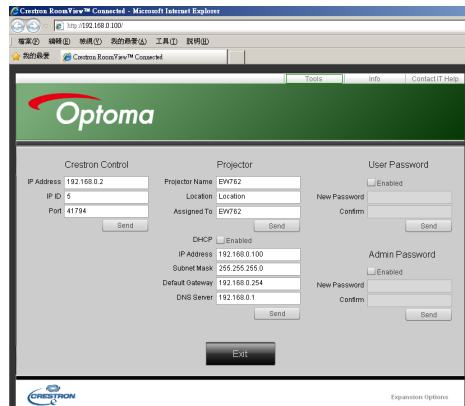 Crestron RoomView™ Connected - Microsoft Internet Explorer
http://192.168.0.100/
檔案(F) 編輯(E) 檢視(V) 我的最愛(A) 工具(T) 說明(H)
我的最愛 Crestron RoomView™ Connected
Tools Info Contact IT Help
Optoma
Crestron Control
IP Address 192.168.0.2
IP ID 5
Port 41794
Send
Projector
Projector Name EW762
Location Location
Assigned To EW762
Send
DHCP Enabled
IP Address 192.168.0.100
Subnet Mask 255.255.255.0
Default Gateway 192.168.0.254
DNS Server 192.168.0.1
Send
User Password
Enabled
New Password
Confirm
Send
Admin Password
Enabled
New Password
Confirm
Send
Exit
CRESTRON
Expansion Options